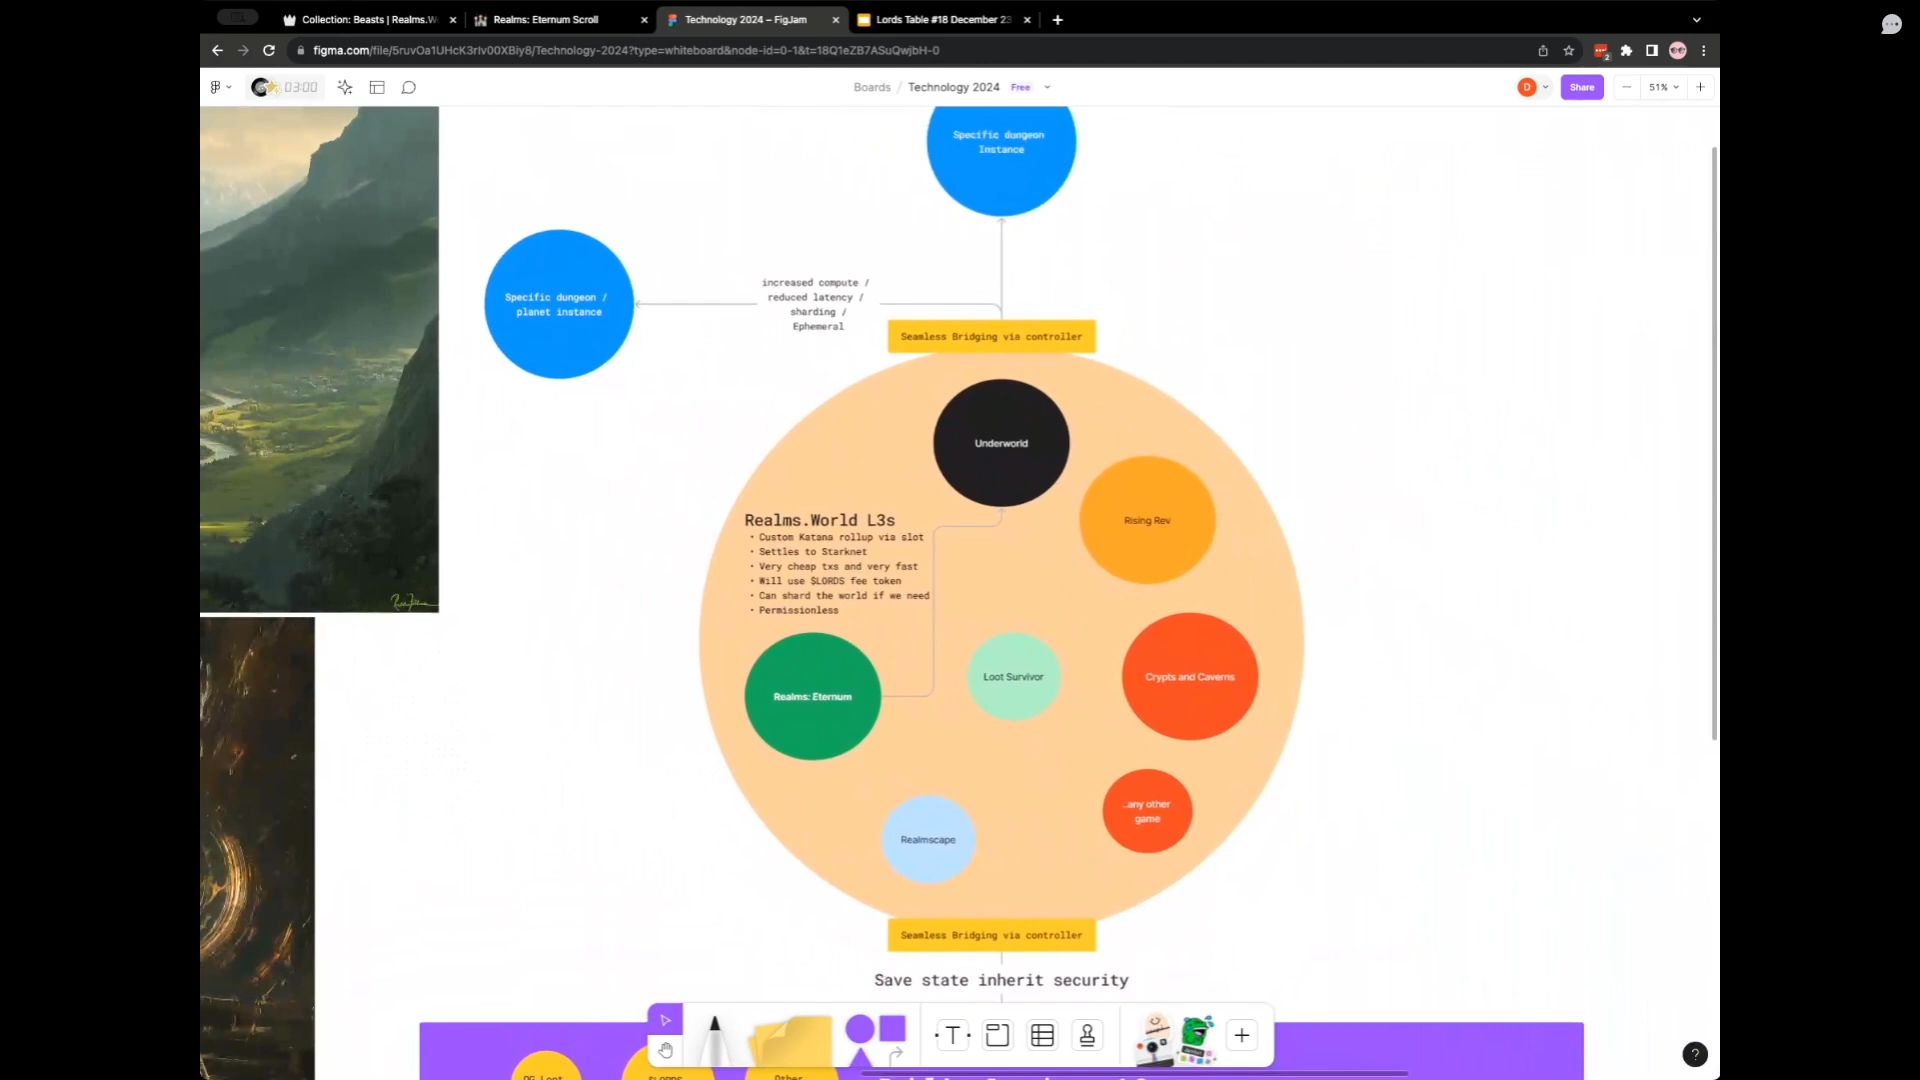 Collection: Beasts | Realms.W
Realms: Eternum Scroll
Technology 2024 – FigJam
Lords Table #18 December 23
figma.com/file/5ruvOa1UHcK3rIv00XBiy8/Technology-2024?type=whiteboard&node-id=0-1&t=18Q1eZB7ASuQwjbH-0
03:00
Boards / Technology 2024 Free
D
Share
51%
Specific dungeon
Instance
Specific dungeon /
planet instance
increased compute /
reduced latency /
sharding /
Ephemeral
Seamless Bridging via controller
Underworld
Rising Rev
Realms.World L3s
• Custom Katana rollup via slot
• Settles to Starknet
• Very cheap txs and very fast
• Will use $LORDS fee token
• Can shard the world if we need
• Permissionless
Realms: Eternum
Loot Survivor
Crypts and Caverns
..any other
game
Realmscape
Seamless Bridging via controller
Save state inherit security
OG Loot
$LORDS
Other